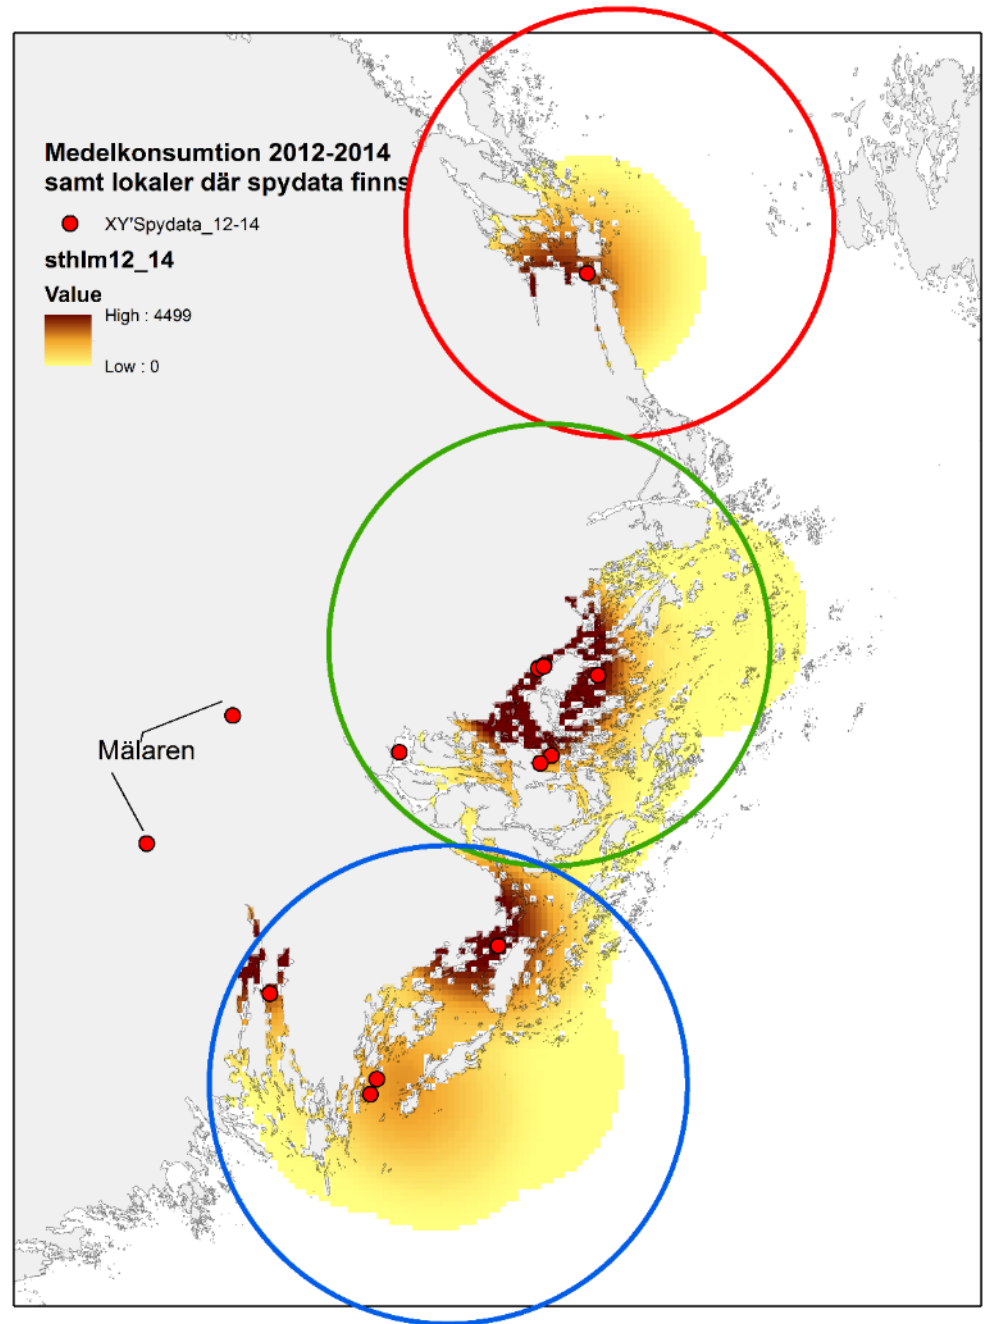 Medelkonsumtion 2012-2014
samt lokaler där spydata finns
XY'Spydata_12-14
sthlm12_14
Value
High : 4499
Low : 0
Mälaren